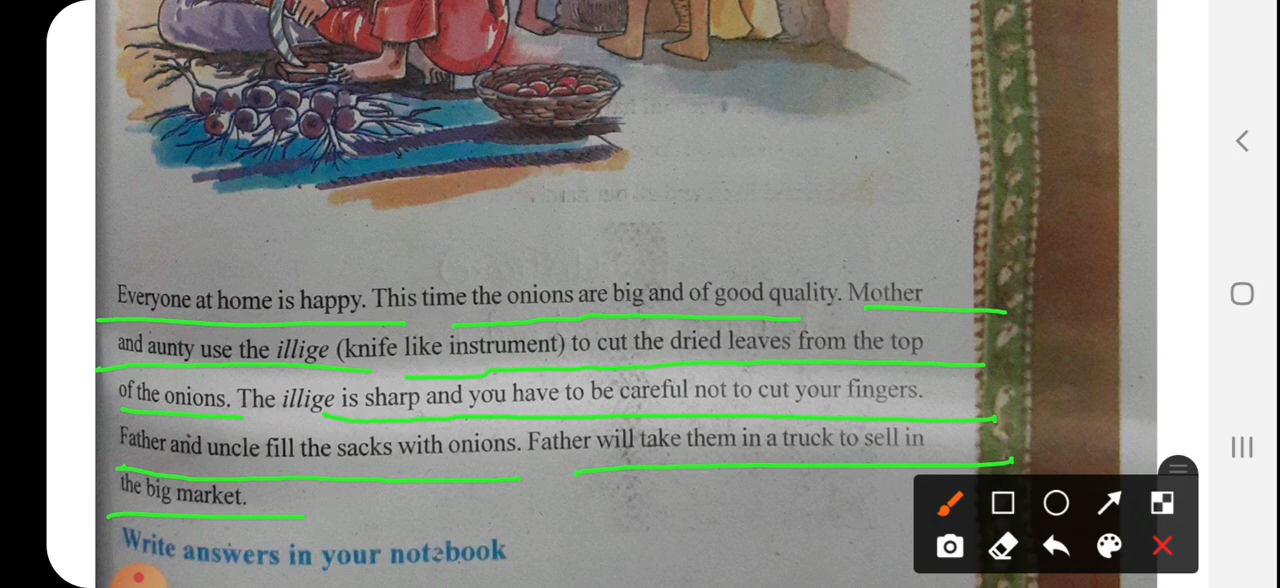 Everyone at home is happy. This time the onions are big and of good quality. Mother
and aunty use the illige (knife like instrument) to cut the dried leaves from the top
of the onions. The illige is sharp and you have to be careful not to cut your fingers.
Father and uncle fill the sacks with onions. Father will take them in a truck to sell in
the big market.
Write answers in your notebook